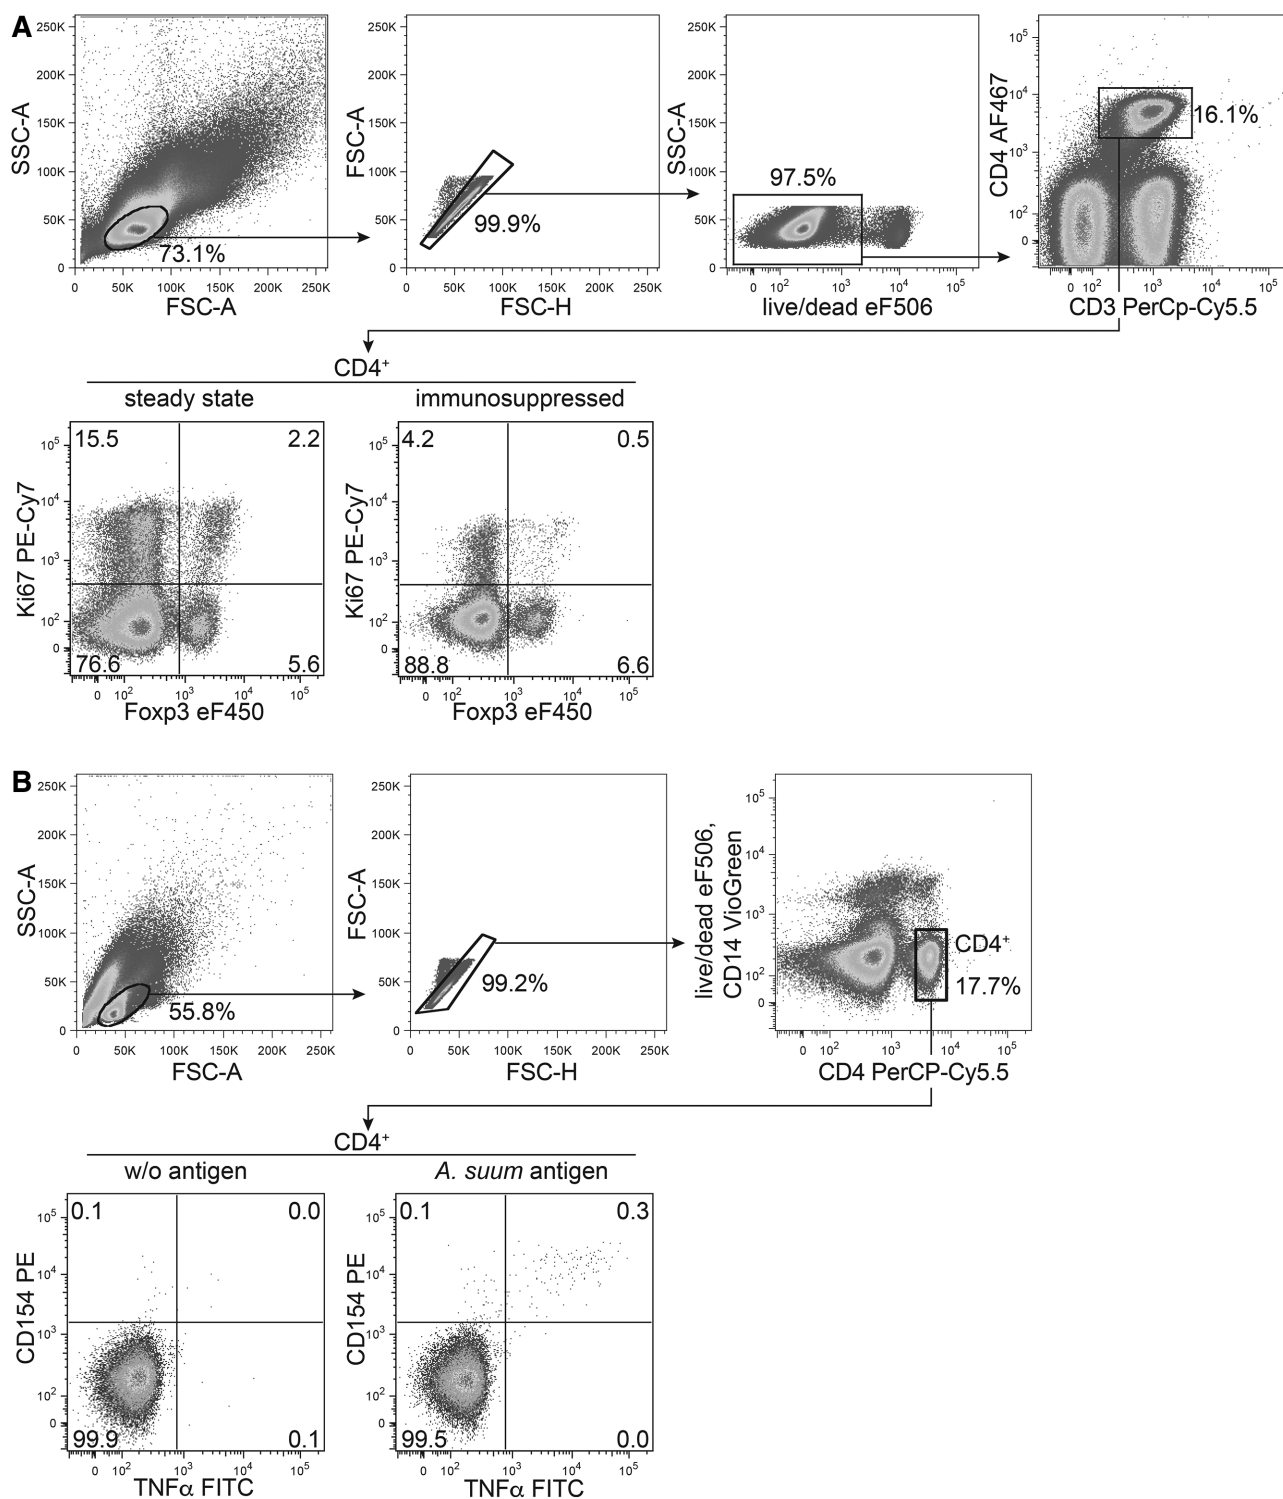 A
250K
200K
150K
100K
50K
0
SSC-A
73.1%
0 50K 100K 150K 200K 250K
FSC-A
250K
200K
150K
100K
50K
0
FSC-A
99.9%
0 50K 100K 150K 200K 250K
FSC-H
250K
200K
150K
100K
50K
0
SSC-A
97.5%
0 10² 10³ 10⁴ 10⁵
live/dead eF506
10⁵
10⁴
10³
10²
0
CD4 AF467
16.1%
0 10² 10³ 10⁴ 10⁵
CD3 PerCp-Cy5.5
CD4⁺
steady state
immunosuppressed
15.5 2.2
10⁵
10⁴
10³
10²
0
Ki67 PE-Cy7
76.6 5.6
0 10² 10³ 10⁴ 10⁵
Foxp3 eF450
4.2 0.5
10⁵
10⁴
10³
10²
0
Ki67 PE-Cy7
88.8 6.6
0 10² 10³ 10⁴ 10⁵
Foxp3 eF450
B
250K
200K
150K
100K
50K
0
SSC-A
55.8%
0 50K 100K 150K 200K 250K
FSC-A
250K
200K
150K
100K
50K
0
FSC-A
99.2%
0 50K 100K 150K 200K 250K
FSC-H
10⁵
10⁴
10³
10²
0
live/dead eF506,
CD14 VioGreen
CD4⁺
17.7%
0 10² 10³ 10⁴ 10⁵
CD4 PerCP-Cy5.5
CD4⁺
w/o antigen
A. suum antigen
0.1 0.0
10⁵
10⁴
10³
10²
0
CD154 PE
99.9 0.1
0 10² 10³ 10⁴ 10⁵
TNFα FITC
0.1 0.3
10⁵
10⁴
10³
10²
0
CD154 PE
99.5 0.0
0 10² 10³ 10⁴ 10⁵
TNFα FITC